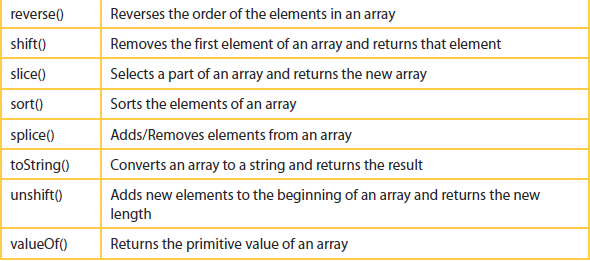 reverse() Reverses the order of the elements in an array
shift() Removes the first element of an array and returns that element
slice() Selects a part of an array and returns the new array
sort() Sorts the elements of an array
splice() Adds/Removes elements from an array
toString() Converts an array to a string and returns the result
unshift() Adds new elements to the beginning of an array and returns the new
length
valueOf() Returns the primitive value of an array